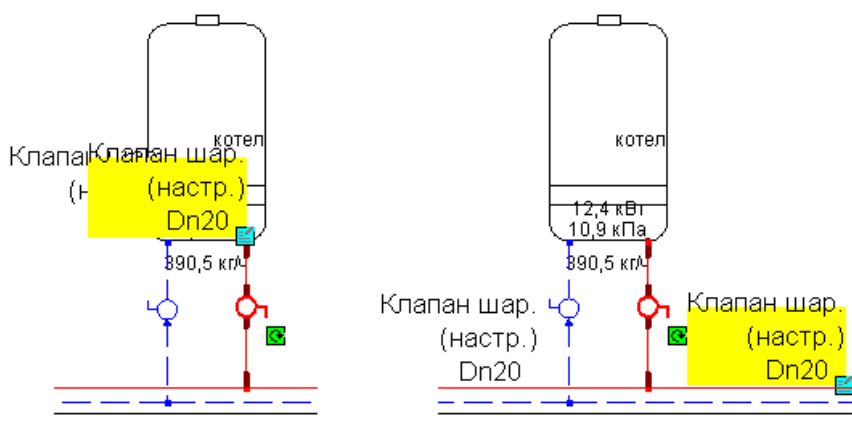 котел
Клапан шар.
(настр.)
Dn20
390,5 кг/ч
котел
12,4 кВт
10,9 кПа
390,5 кг/ч
Клапан шар.
(настр.)
Dn20
Клапан шар.
(настр.)
Dn20